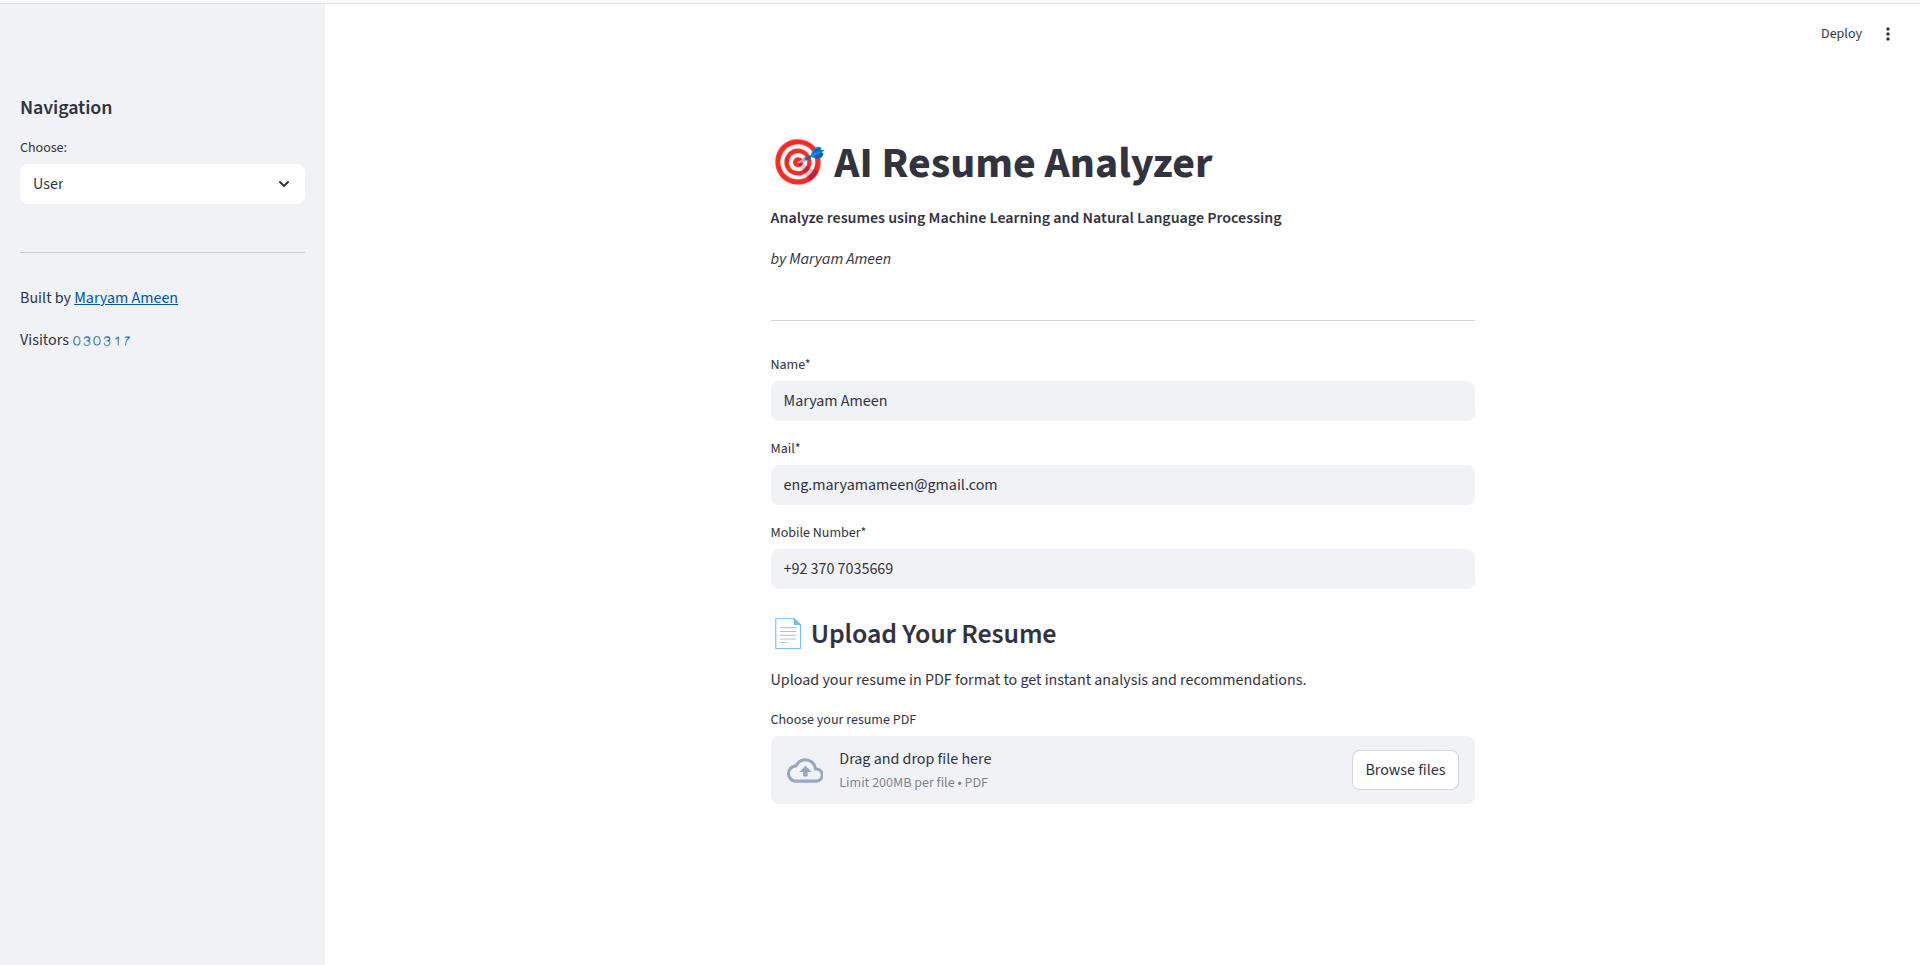 Deploy
Navigation
Choose:
User
Built by Maryam Ameen
Visitors 030317
AI Resume Analyzer
Analyze resumes using Machine Learning and Natural Language Processing
by Maryam Ameen
Name*
Maryam Ameen
Mail*
eng.maryamameen@gmail.com
Mobile Number*
+92 370 7035669
Upload Your Resume
Upload your resume in PDF format to get instant analysis and recommendations.
Choose your resume PDF
Drag and drop file here
Limit 200MB per file • PDF
Browse files